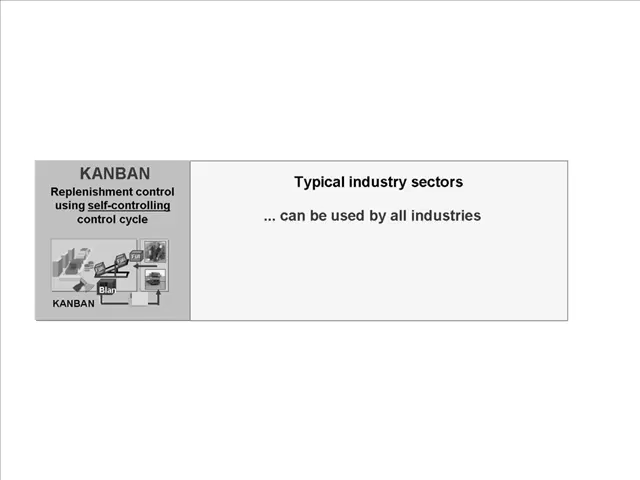 KANBAN
Replenishment control
using self-controlling
control cycle
KANBAN
Typical industry sectors
... can be used by all industries